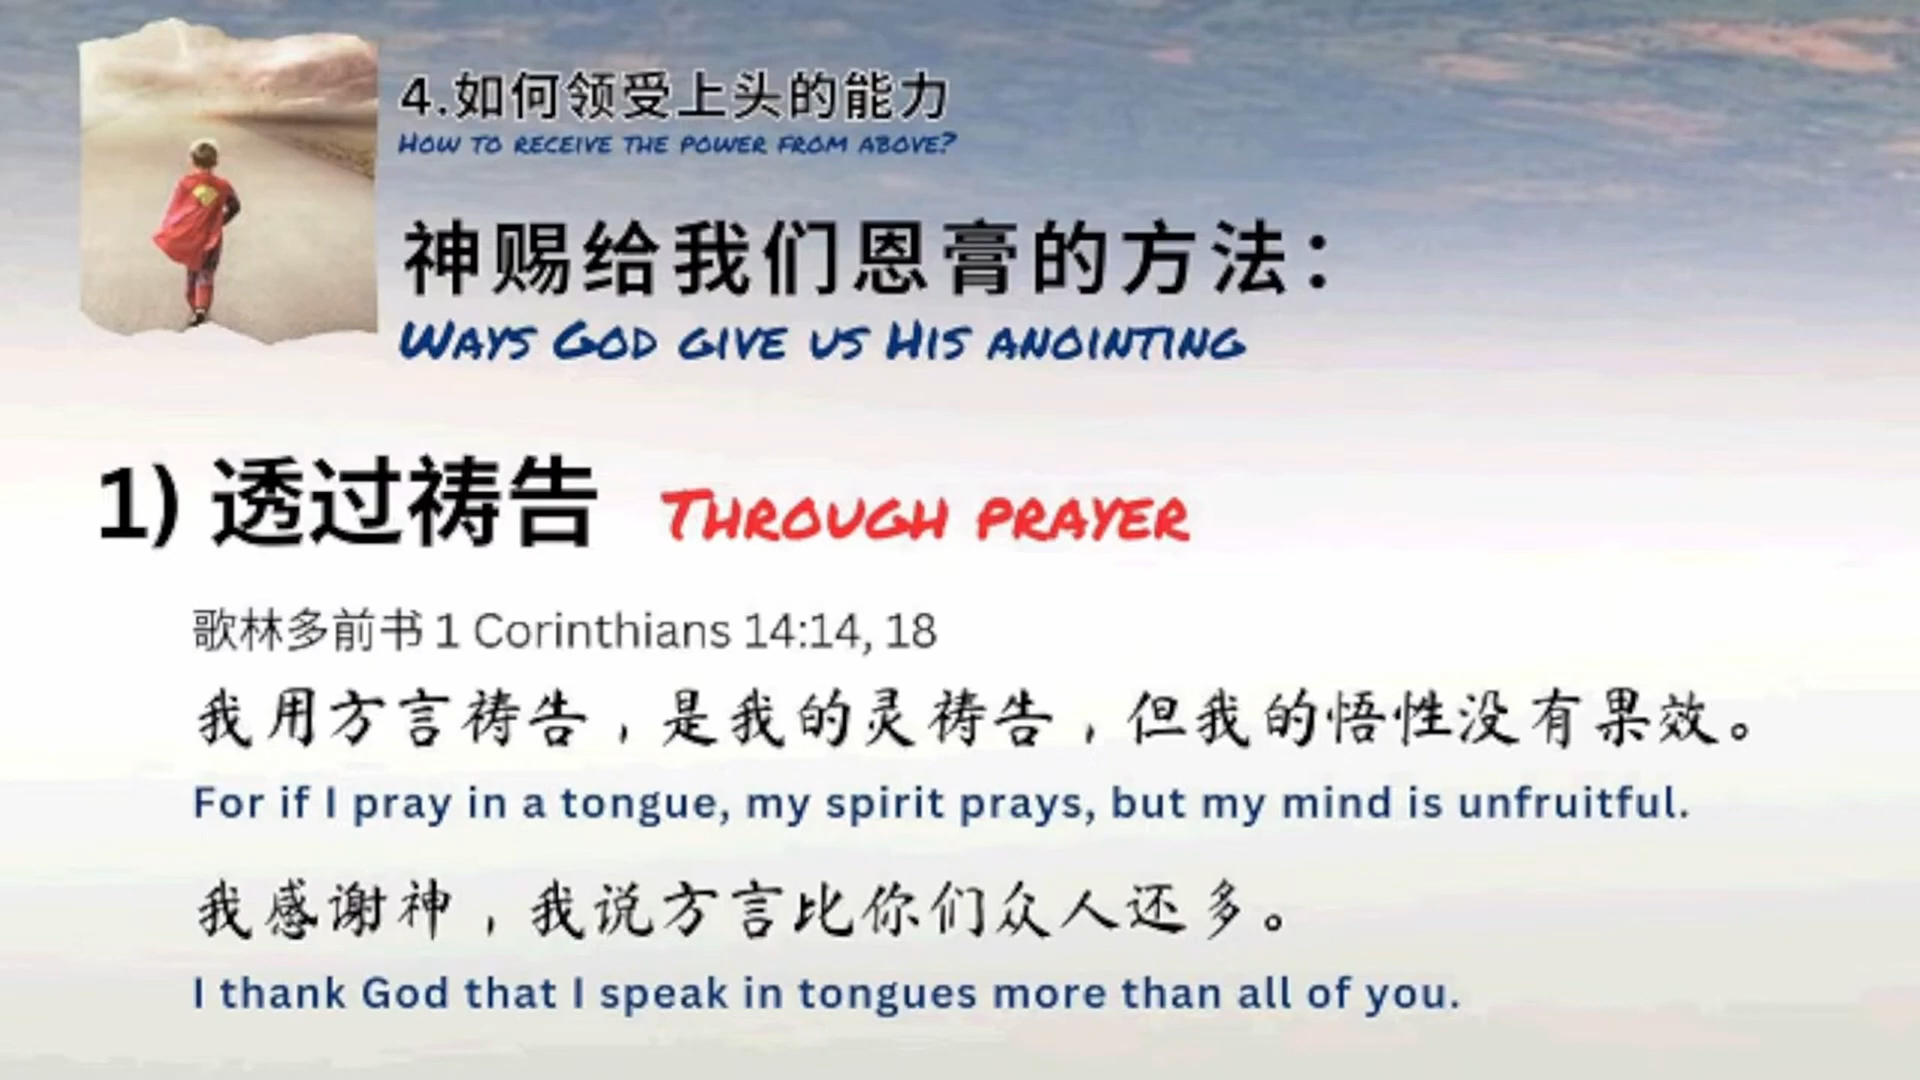 4.如何领受上头的能力
How to receive the power from above?
神赐给我们恩膏的方法：
Ways God give us His anointing
1) 透过祷告 Through prayer
歌林多前书 1 Corinthians 14:14, 18
我用方言祷告，是我的灵祷告，但我的悟性没有果效。
For if I pray in a tongue, my spirit prays, but my mind is unfruitful.
我感谢神，我说方言比你们众人还多。
I thank God that I speak in tongues more than all of you.